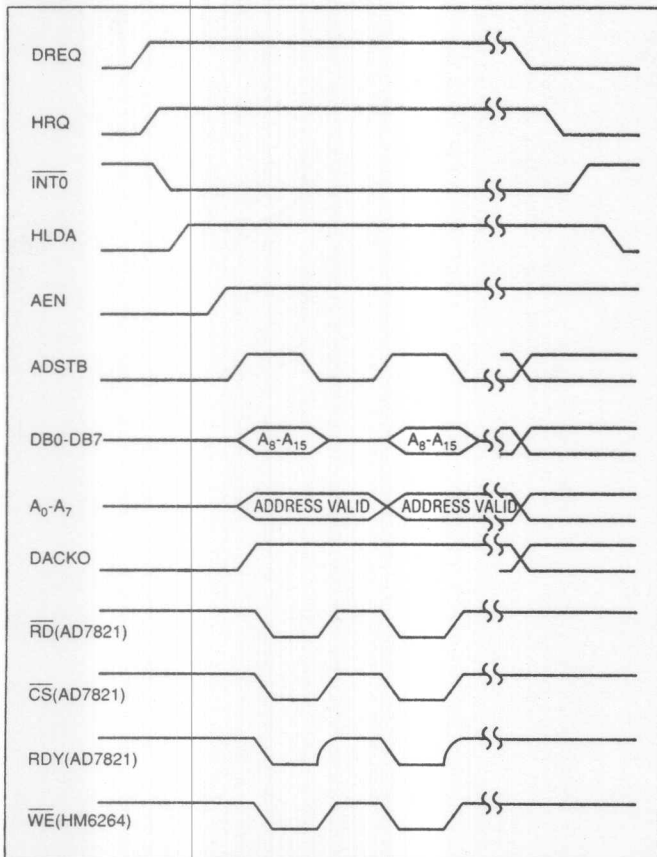 DREQ
HRQ
INT0
HLDA
AEN
ADSTB
DB0-DB7 A₈-A₁₅ A₈-A₁₅
A₀-A₇ ADDRESS VALID ADDRESS VALID
DACKO
RD(AD7821)
CS(AD7821)
RDY(AD7821)
WE(HM6264)